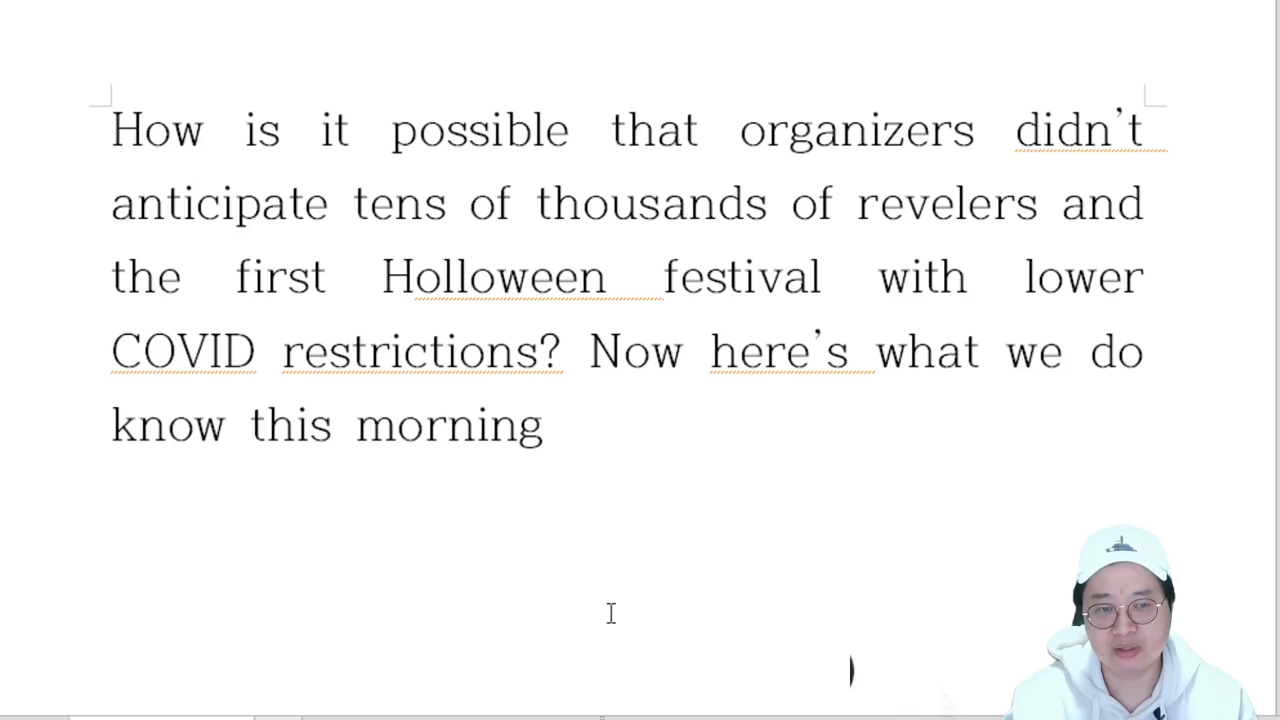 How is it possible that organizers didn't
anticipate tens of thousands of revelers and
the first Holloween festival with lower
COVID restrictions? Now here's what we do
know this morning